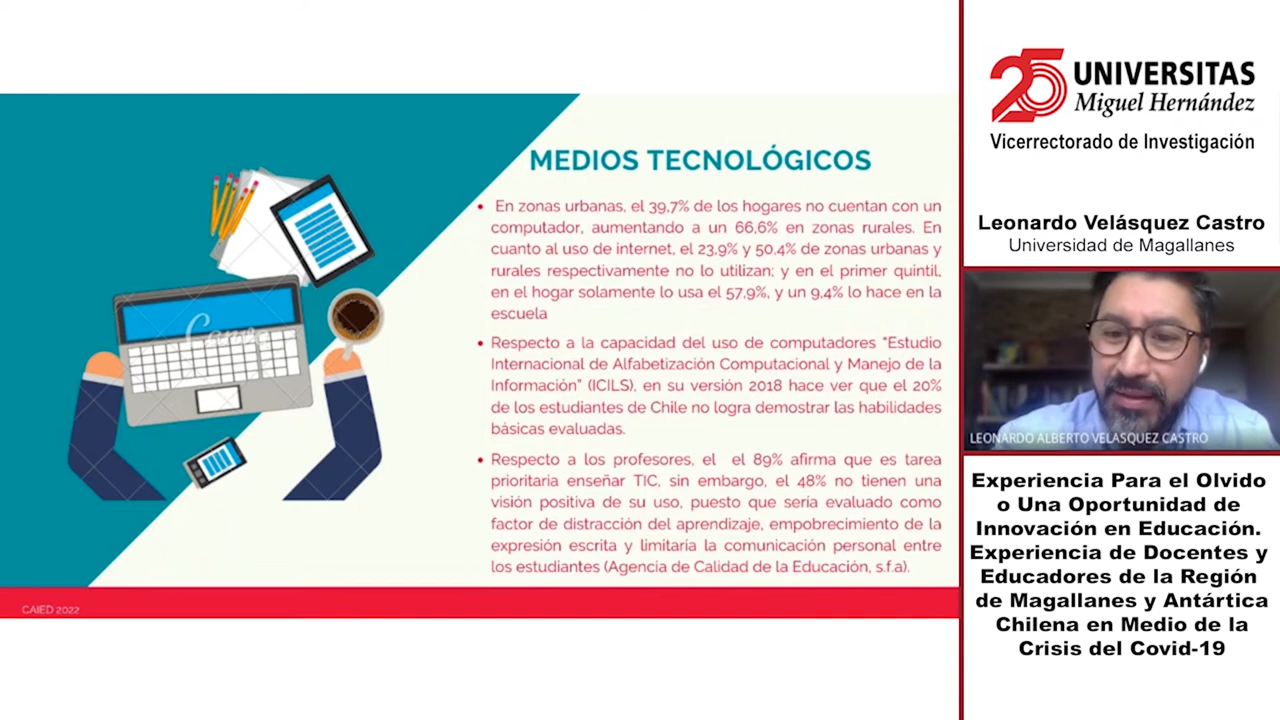 MEDIOS TECNOLÓGICOS
• En zonas urbanas, el 39,7% de los hogares no cuentan con un
computador, aumentando a un 66,6% en zonas rurales. En
cuanto al uso de internet, el 23,9% y 50,4% de zonas urbanas y
rurales respectivamente no lo utilizan; y en el primer quintil,
en el hogar solamente lo usa el 57,9%, y un 9,4% lo hace en la
escuela
• Respecto a la capacidad del uso de computadores "Estudio
Internacional de Alfabetización Computacional y Manejo de la
Información" (ICILS), en su versión 2018 hace ver que el 20%
de los estudiantes de Chile no logra demostrar las habilidades
básicas evaluadas.
• Respecto a los profesores, el el 89% afirma que es tarea
prioritaria enseñar TIC, sin embargo, el 48% no tienen una
visión positiva de su uso, puesto que sería evaluado como
factor de distracción del aprendizaje, empobrecimiento de la
expresión escrita y limitaría la comunicación personal entre
los estudiantes (Agencia de Calidad de la Educación, s.f.a).
Canva
CAIED 2022
25 UNIVERSITAS
Miguel Hernández
Vicerrectorado de Investigación
Leonardo Velásquez Castro
Universidad de Magallanes
LEONARDO ALBERTO VELASQUEZ CASTRO
Experiencia Para el Olvido
o Una Oportunidad de
Innovación en Educación.
Experiencia de Docentes y
Educadores de la Región
de Magallanes y Antártica
Chilena en Medio de la
Crisis del Covid-19